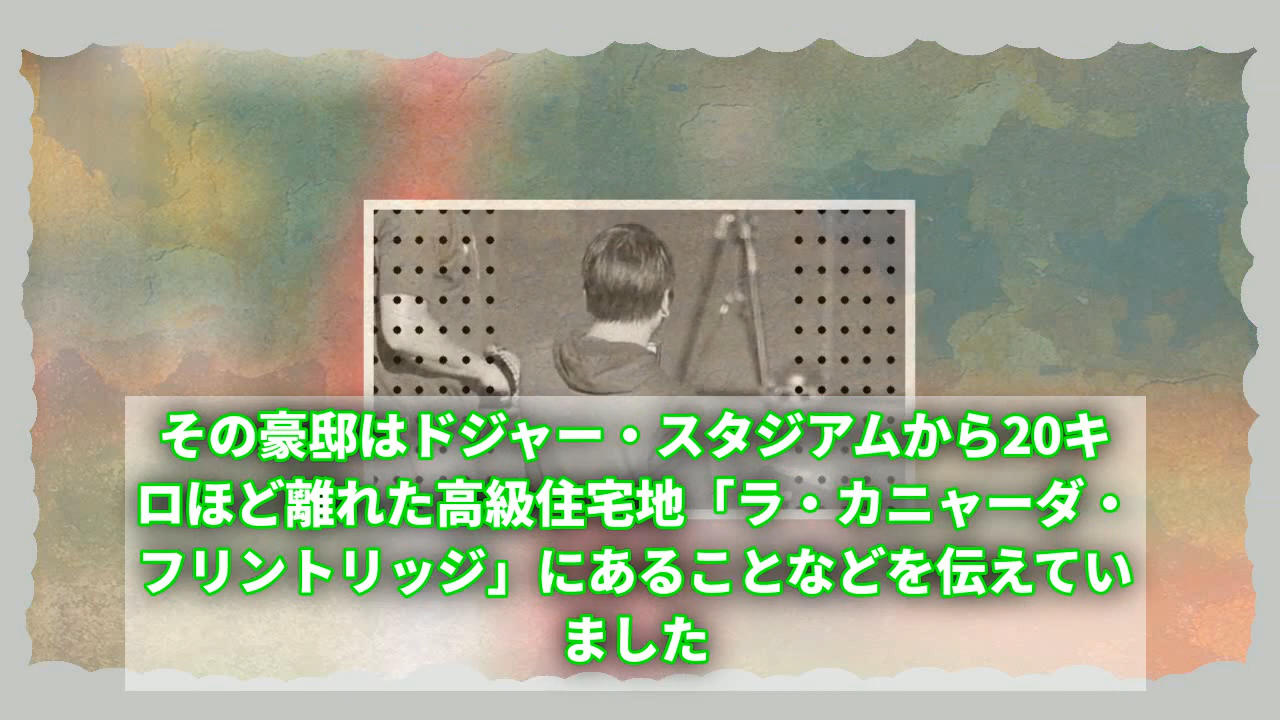 その豪邸はドジャー・スタジアムから20キ
ロほど離れた高級住宅地「ラ・カニャーダ・
フリントリッジ」にあることなどを伝えてい
ました